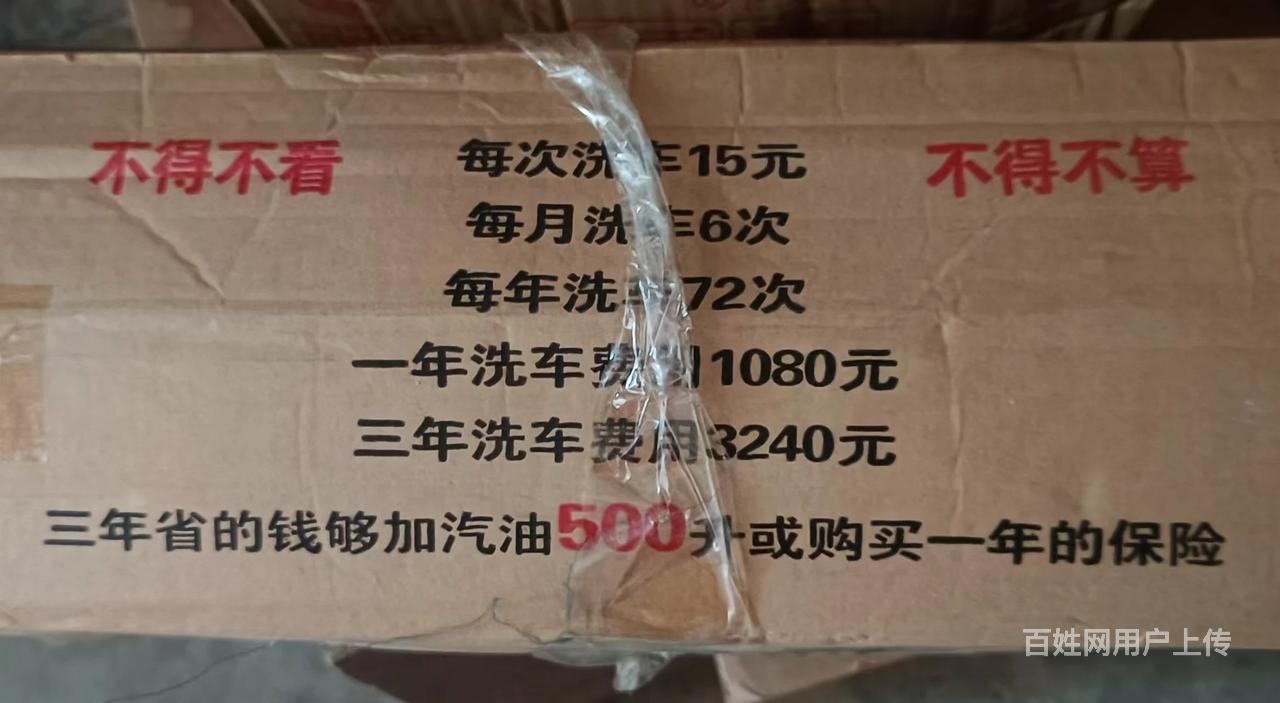 不得不看
每次洗车15元
不得不算
每月洗车6次
每年洗车72次
一年洗车费用1080元
三年洗车费用3240元
三年省的钱够加汽油500升或购买一年的保险
百姓网用户上传